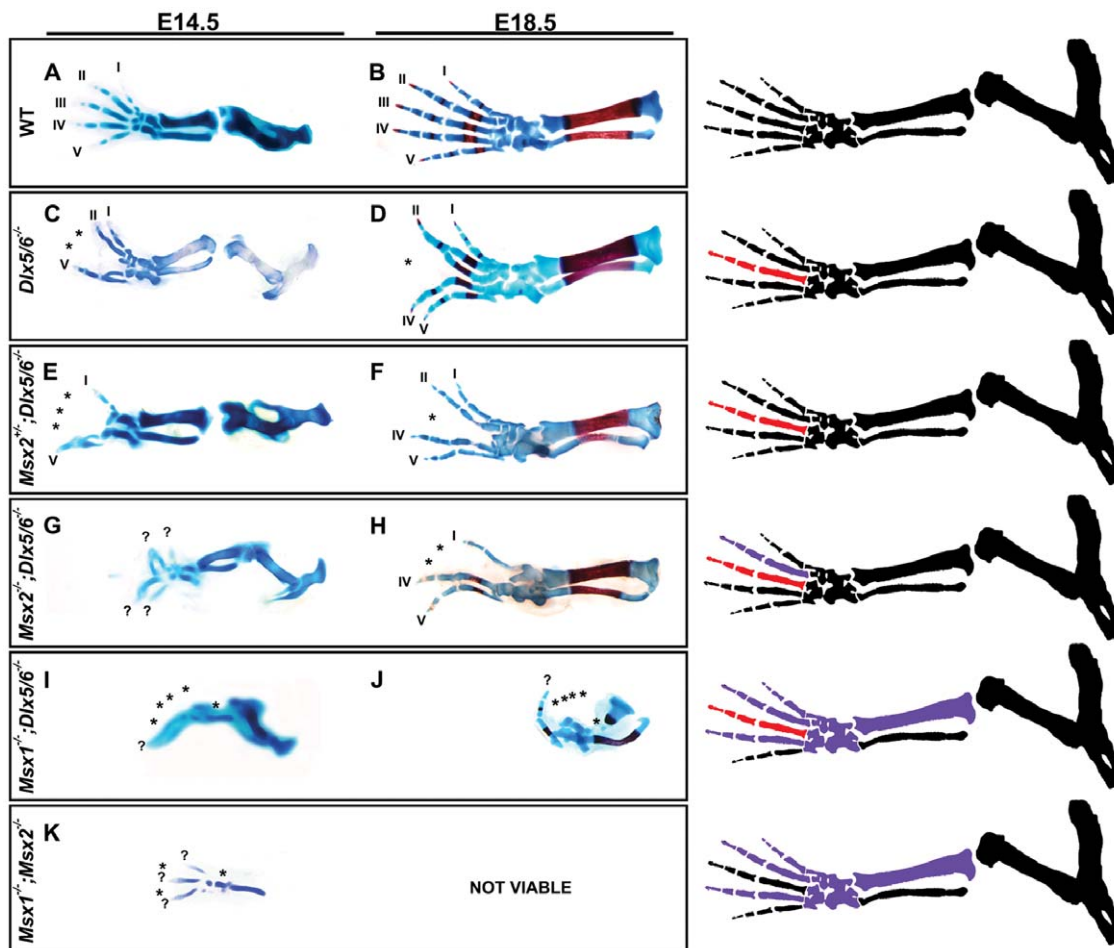 E14.5 E18.5
WT
A I II III IV V
B I II III IV V
Dlx5/6-/-
C II I * * V
D II I * IV V
Msx2+/-;Dlx5/6-/-
E I * * * V
F II I * IV V
Msx2-/-;Dlx5/6-/-
G ? ? ? ?
H I * * IV V
Msx1-/-;Dlx5/6-/-
I * * * * * ?
J ? * * * * *
Msx1-/-;Msx2-/-
K ? * ? * ? *
NOT VIABLE